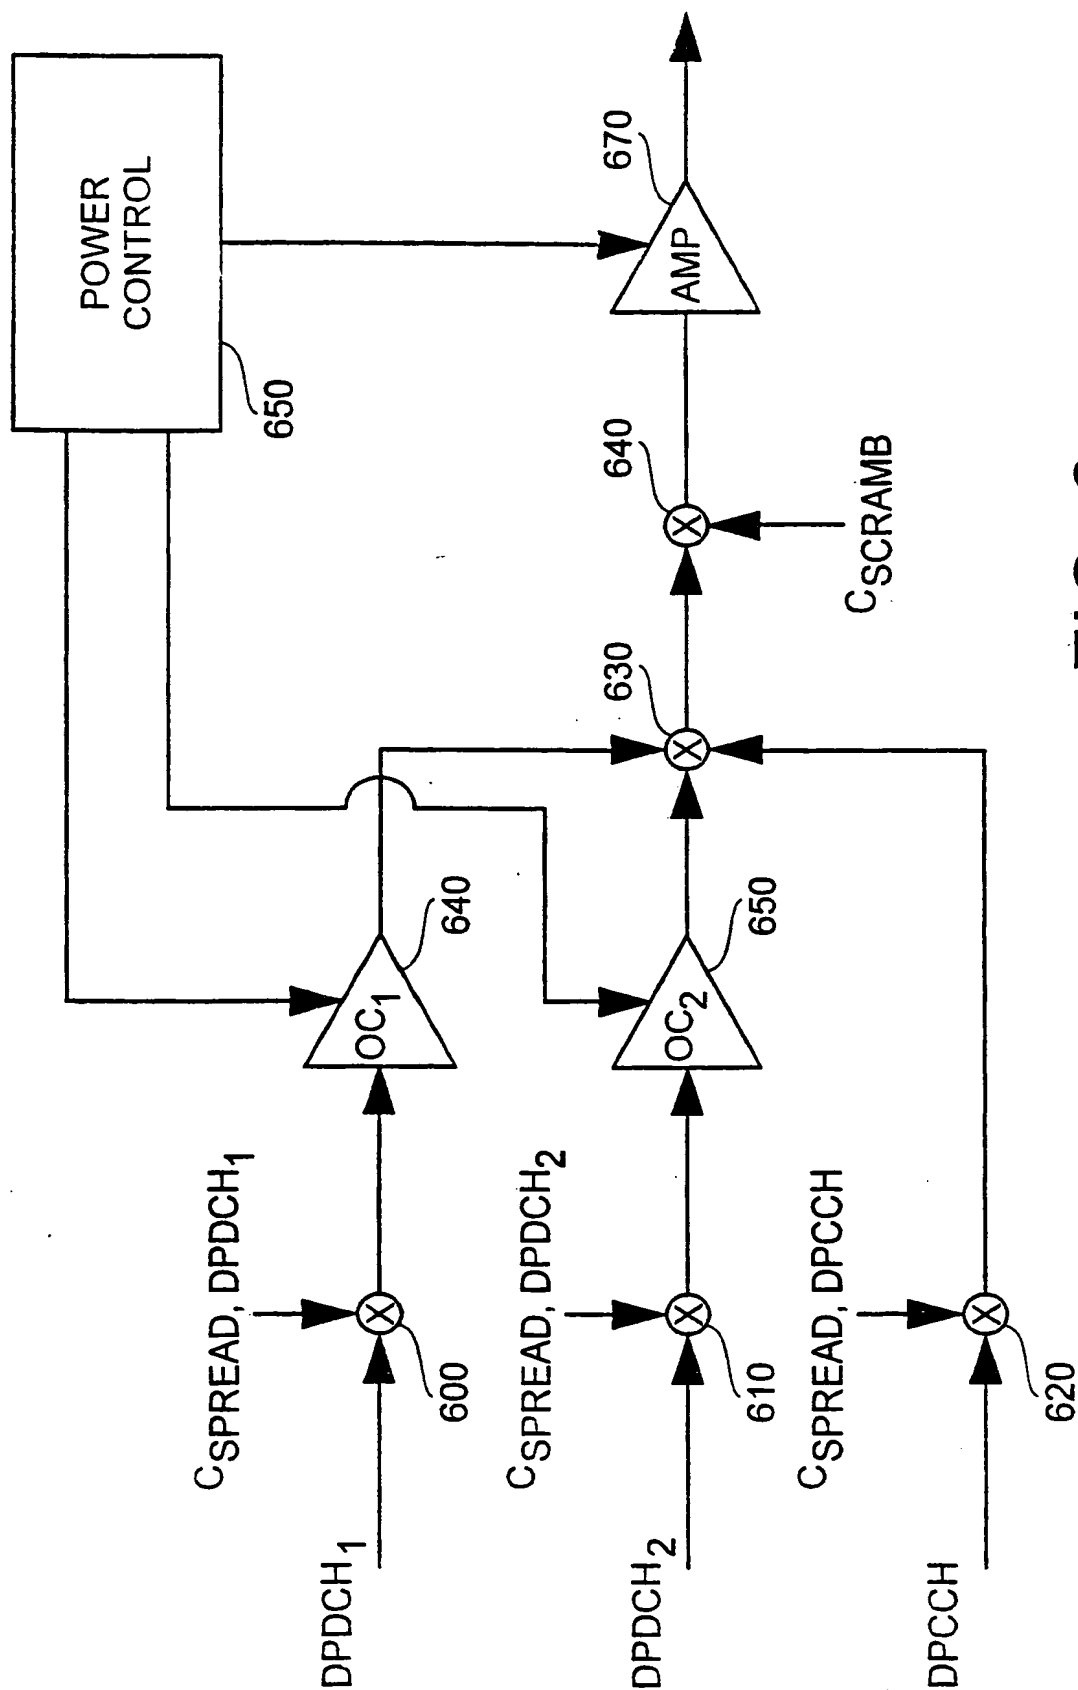 POWER
CONTROL
650
670
AMP
640
CSCRAMB
630
640
OC1
650
OC2
CSPREAD, DPDCH1
600
DPDCH1
CSPREAD, DPDCH2
610
DPDCH2
CSPREAD, DPCCH
620
DPCCH